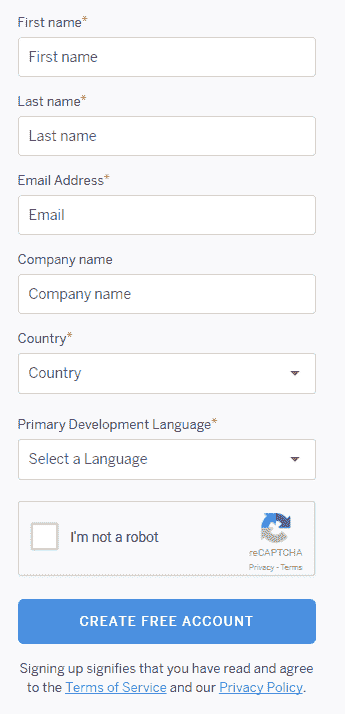 First name*
First name
Last name*
Last name
Email Address*
Email
Company name
Company name
Country*
Country
Primary Development Language*
Select a Language
I'm not a robot
reCAPTCHA
Privacy - Terms
CREATE FREE ACCOUNT
Signing up signifies that you have read and agree
to the Terms of Service and our Privacy Policy.